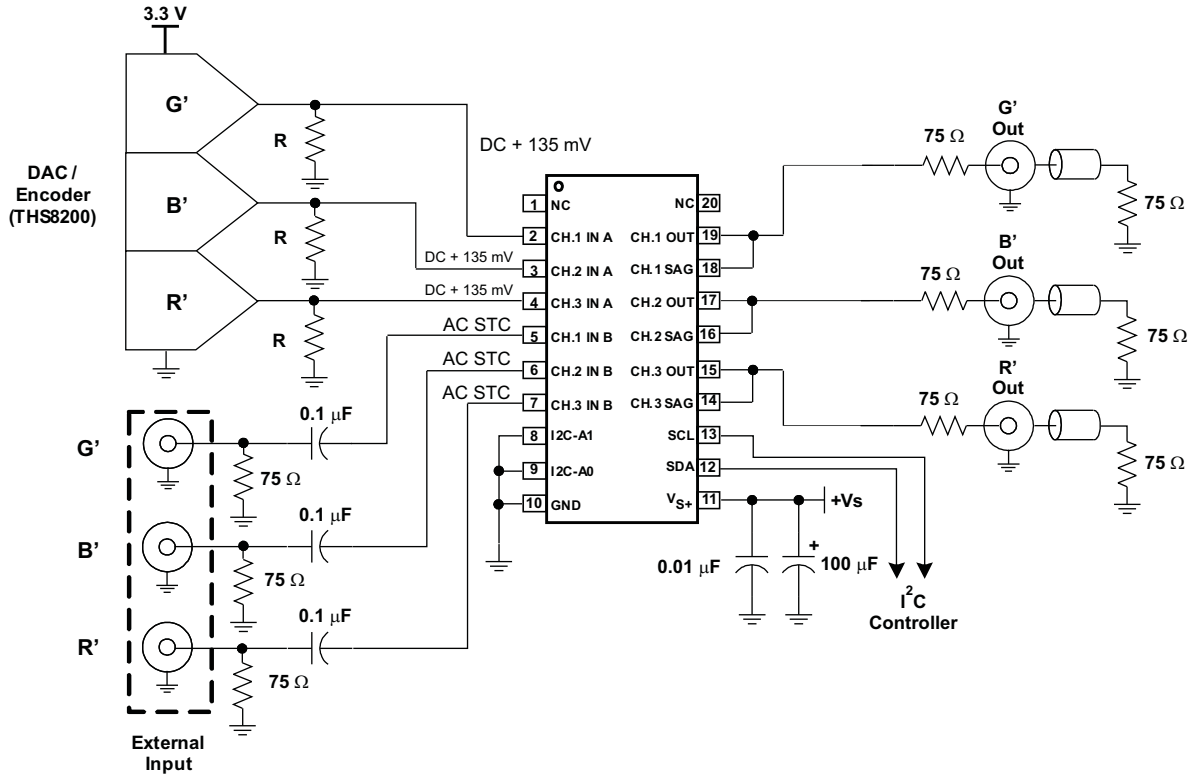 3.3 V
G'
B'
R'
DAC /
Encoder
(THS8200)
R
R
R
DC + 135 mV
DC + 135 mV
DC + 135 mV
AC STC
AC STC
AC STC
1 NC
2 CH.1 IN A
3 CH.2 IN A
4 CH.3 IN A
5 CH.1 IN B
6 CH.2 IN B
7 CH.3 IN B
8 I2C-A1
9 I2C-A0
10 GND
NC 20
CH.1 OUT 19
CH.1 SAG 18
CH.2 OUT 17
CH.2 SAG 16
CH.3 OUT 15
CH.3 SAG 14
SCL 13
SDA 12
VS+ 11
G'
Out
75 Ω
75 Ω
B'
Out
75 Ω
75 Ω
R'
Out
75 Ω
75 Ω
+Vs
0.01 µF
+
100 µF
I2C
Controller
G'
0.1 µF
75 Ω
B'
0.1 µF
75 Ω
R'
0.1 µF
75 Ω
External
Input